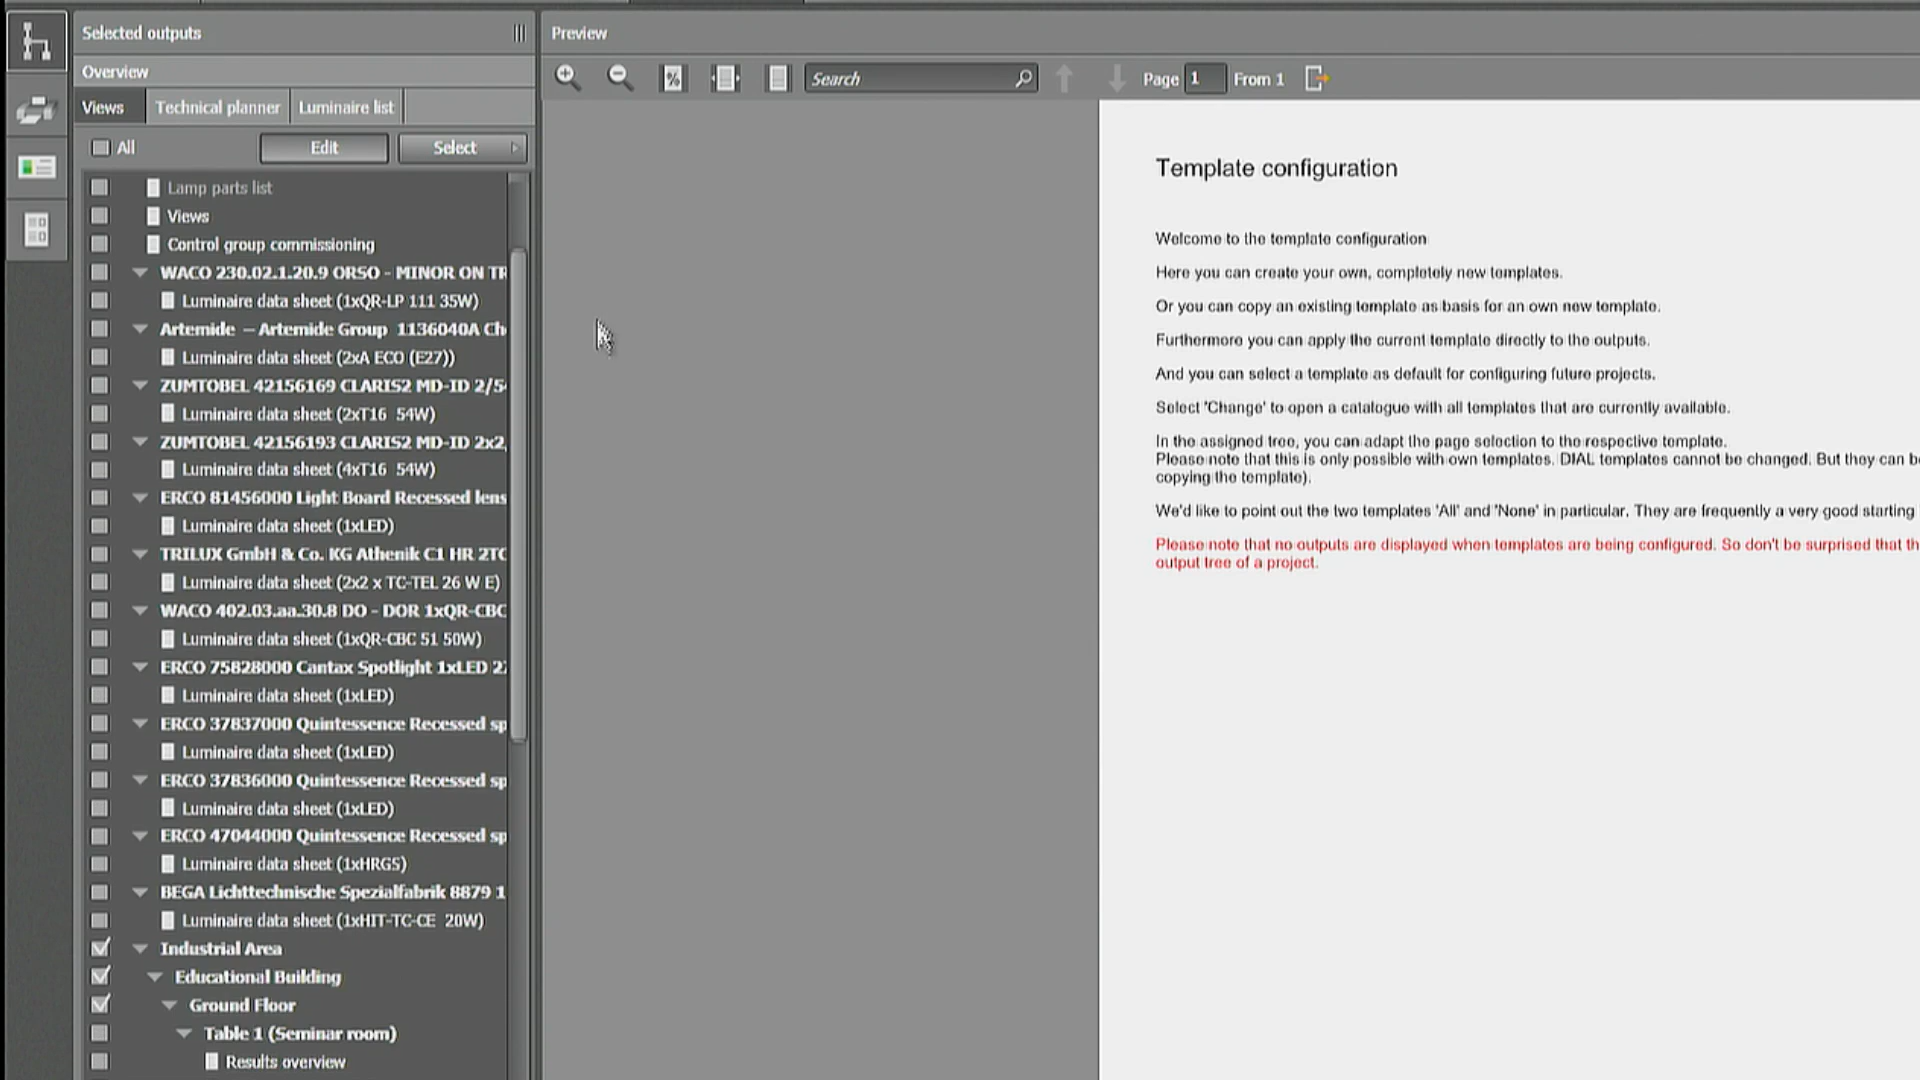 Selected outputs
Preview
Overview
Search
Page 1 From 1
Views Technical planner Luminaire list
All Edit Select
Lamp parts list
Views
Control group commissioning
WACO 230.02.1.20.9 ORSO - MINOR ON TR
Luminaire data sheet (1xQR-LP 111 35W)
Artemide – Artemide Group 1136040A Ch
Luminaire data sheet (2xA ECO (E27))
ZUMTOBEL 42156169 CLARIS2 MD-ID 2/5
Luminaire data sheet (2xT16 54W)
ZUMTOBEL 42156193 CLARIS2 MD-ID 2x2
Luminaire data sheet (4xT16 54W)
ERCO 81456000 Light Board Recessed lens
Luminaire data sheet (1xLED)
TRILUX GmbH & Co. KG Athenik C1 HR 2TC
Luminaire data sheet (2x2 x TC-TEL 26 W E)
WACO 402.03.aa.30.8 DO - DOR 1xQR-CBC
Luminaire data sheet (1xQR-CBC 51 50W)
ERCO 75828000 Cantax Spotlight 1xLED 2
Luminaire data sheet (1xLED)
ERCO 37837000 Quintessence Recessed sp
Luminaire data sheet (1xLED)
ERCO 37836000 Quintessence Recessed sp
Luminaire data sheet (1xLED)
ERCO 47044000 Quintessence Recessed sp
Luminaire data sheet (1xHRGS)
BEGA Lichttechnische Spezialfabrik 8879 1
Luminaire data sheet (1xHIT-TC-CE 20W)
Industrial Area
Educational Building
Ground Floor
Table 1 (Seminar room)
Results overview
Template configuration
Welcome to the template configuration
Here you can create your own, completely new templates.
Or you can copy an existing template as basis for an own new template.
Furthermore you can apply the current template directly to the outputs.
And you can select a template as default for configuring future projects.
Select 'Change' to open a catalogue with all templates that are currently available.
In the assigned tree, you can adapt the page selection to the respective template.
Please note that this is only possible with own templates. DIAL templates cannot be changed. But they can b
copying the template).
We'd like to point out the two templates 'All' and 'None' in particular. They are frequently a very good starting
Please note that no outputs are displayed when templates are being configured. So don't be surprised that th
output tree of a project.